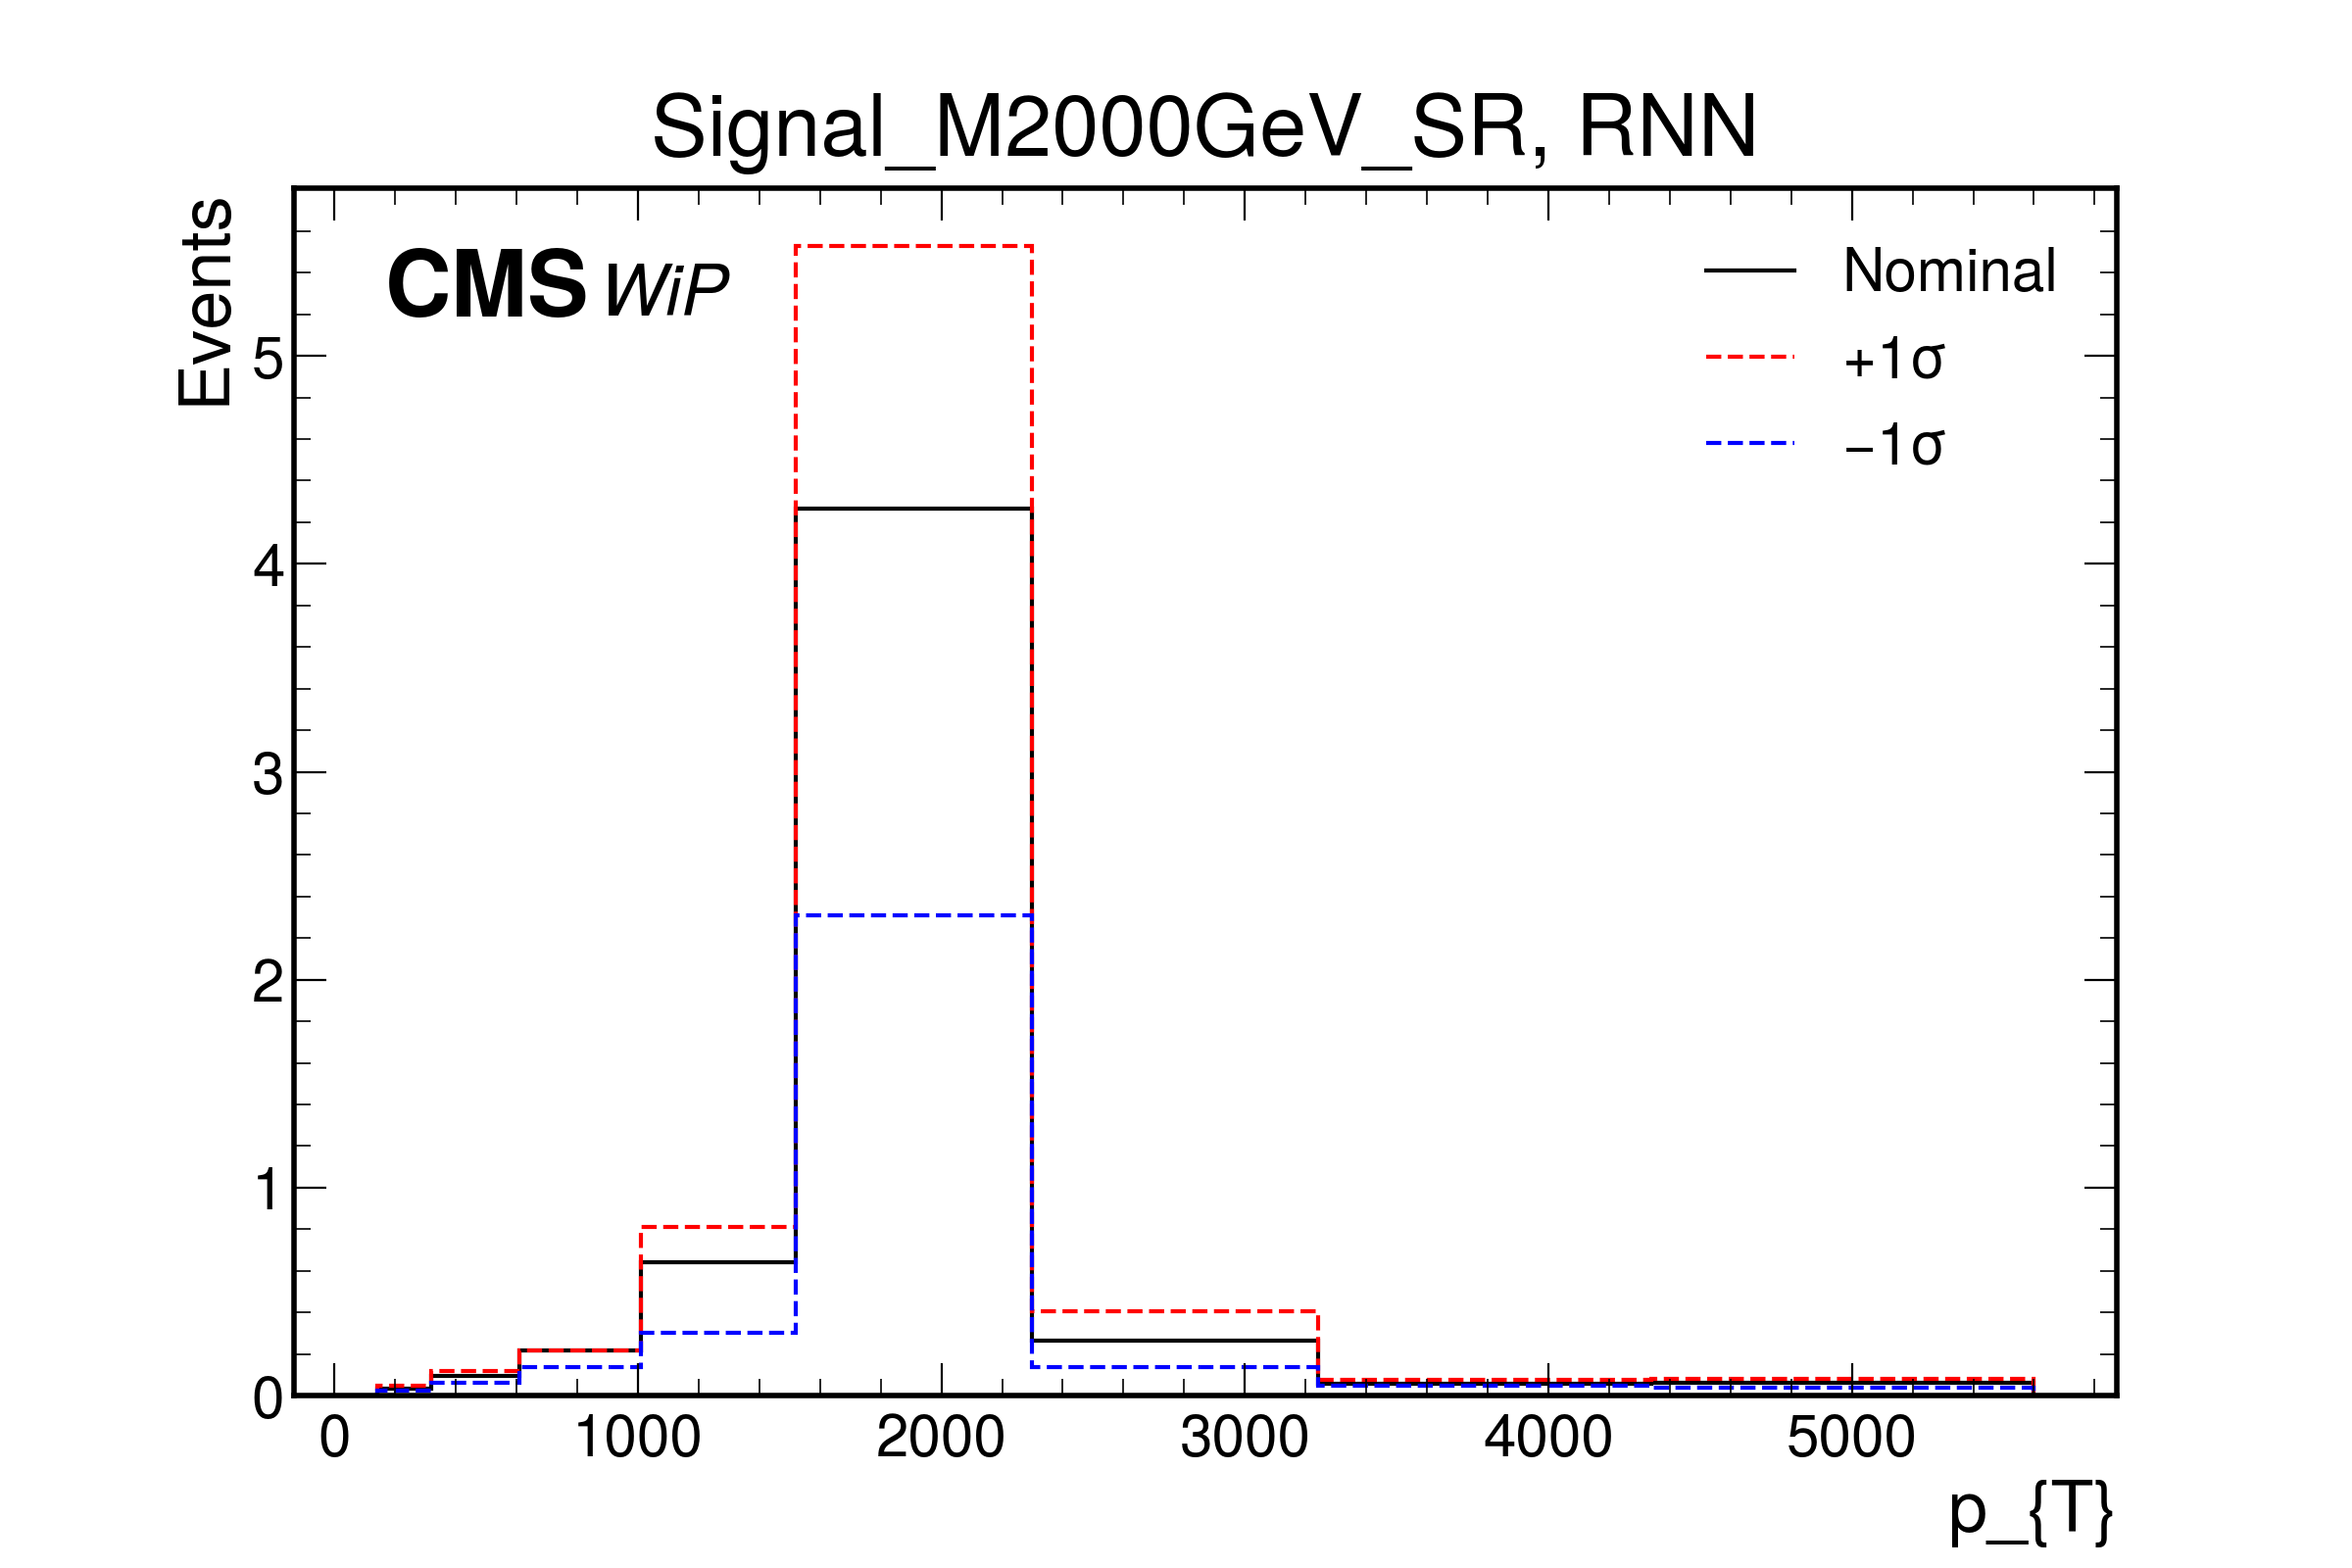 Signal_M2000GeV_SR, RNN
Events
CMS WiP
Nominal
+1σ
−1σ
5
4
3
2
1
0
0 1000 2000 3000 4000 5000
p_{T}